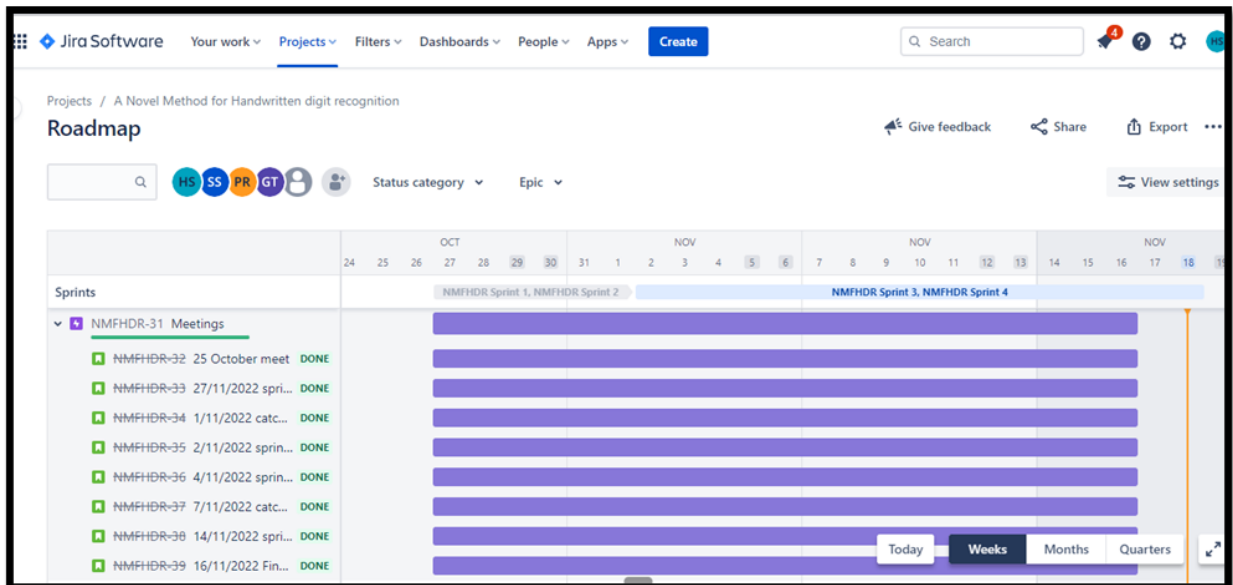 Jira Software Your work Projects Filters Dashboards People Apps Create Search 4 HS
Projects / A Novel Method for Handwritten digit recognition
Roadmap
Give feedback Share Export
HS SS PR GT Status category Epic View settings
OCT NOV NOV NOV
24 25 26 27 28 29 30 31 1 2 3 4 5 6 7 8 9 10 11 12 13 14 15 16 17 18 19
Sprints NMFHDR Sprint 1, NMFHDR Sprint 2 NMFHDR Sprint 3, NMFHDR Sprint 4
NMFHDR-31 Meetings
NMFHDR-32 25 October meet DONE
NMFHDR-33 27/11/2022 spri... DONE
NMFHDR-34 1/11/2022 catc... DONE
NMFHDR-35 2/11/2022 sprin... DONE
NMFHDR-36 4/11/2022 sprin... DONE
NMFHDR-37 7/11/2022 catc... DONE
NMFHDR-38 14/11/2022 spri... DONE
NMFHDR-39 16/11/2022 Fin... DONE
Today Weeks Months Quarters